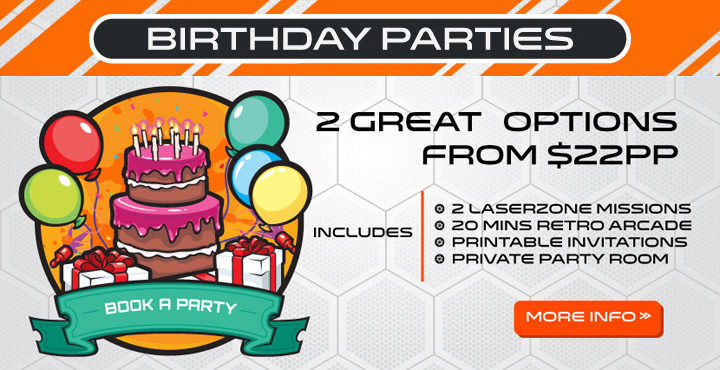 BIRTHDAY PARTIES
2 GREAT OPTIONS
FROM $22PP
INCLUDES
2 LASERZONE MISSIONS
20 MINS RETRO ARCADE
PRINTABLE INVITATIONS
PRIVATE PARTY ROOM
BOOK A PARTY
MORE INFO »